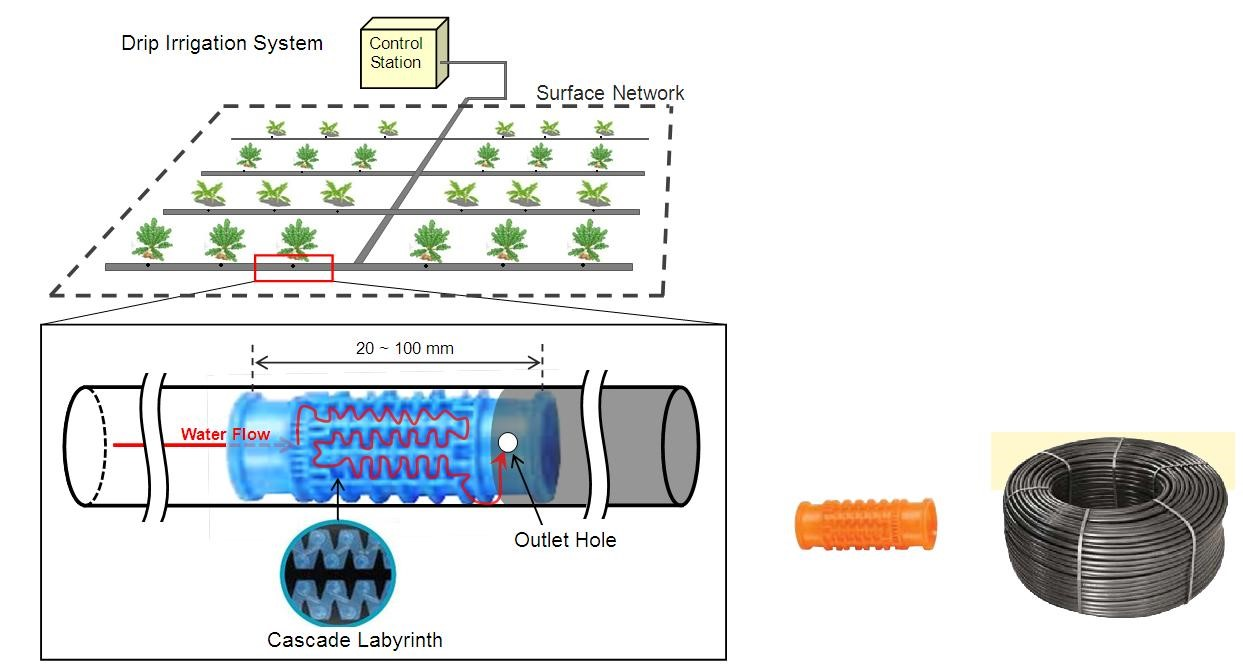 Drip Irrigation System
Control
Station
Surface Network
20 ~ 100 mm
Water Flow
Outlet Hole
Cascade Labyrinth